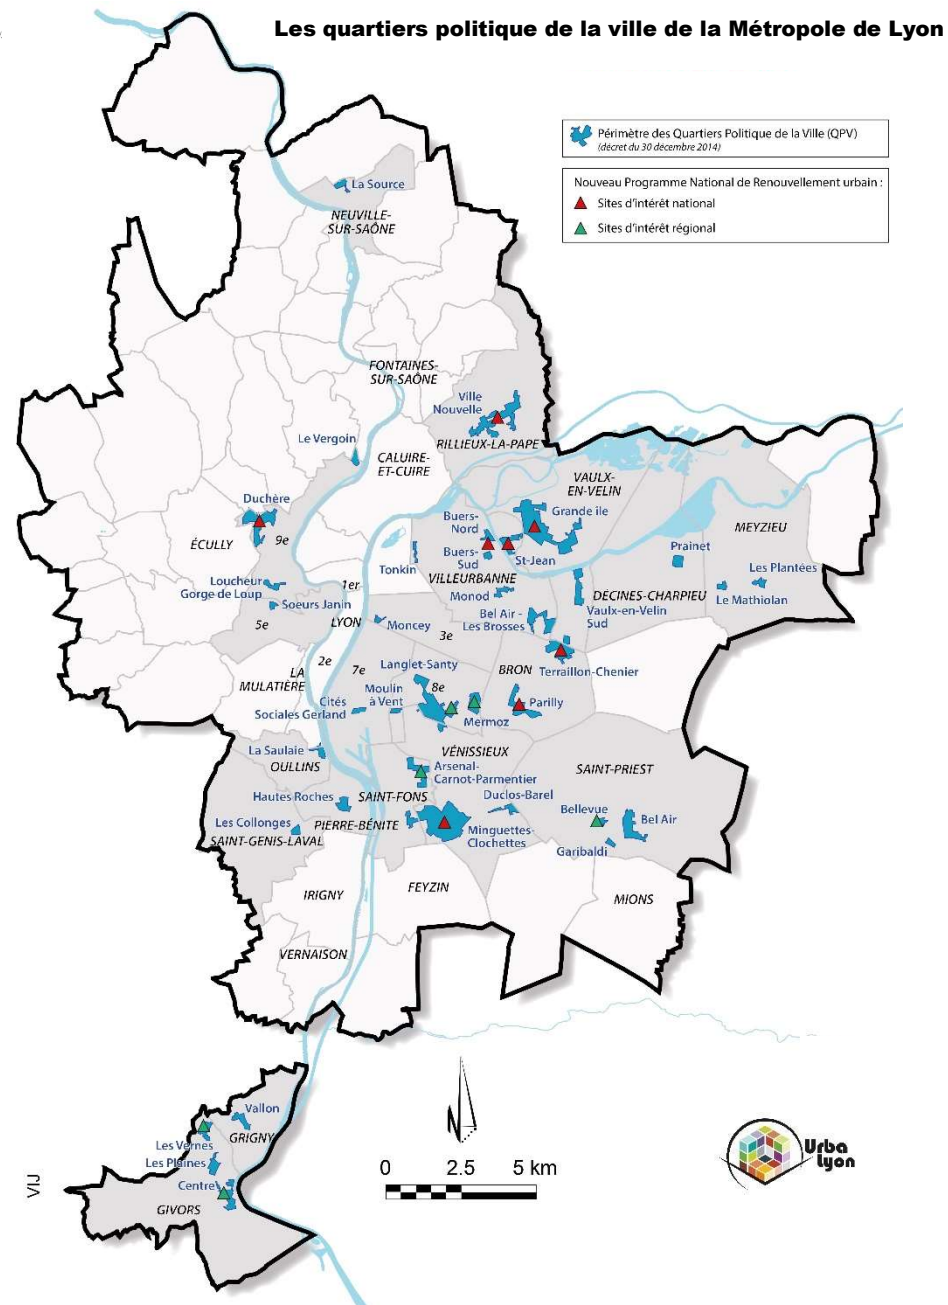 Les quartiers politique de la ville de la Métropole de Lyon
Périmètre des Quartiers Politique de la Ville (QPV)
(décret du 30 décembre 2014)
Nouveau Programme National de Renouvellement urbain :
Sites d'intérêt national
Sites d'intérêt régional
La Source
NEUVILLE-
SUR-SAÔNE
FONTAINES-
SUR-SAÔNE
Ville
Nouvelle
RILLIEUX-LA-PAPE
Le Vergoin
CALUIRE-
ET-CUIRE
VAULX-
EN-VELIN
Duchère
Grande île
Buers-
Nord
MEYZIEU
ÉCULLY
9e
Prainet
Buers-
Sud
St-Jean
Tonkin
VILLEURBANNE
Les Plantées
Loucheur
Gorge de Loup
1er
Monod
DÉCINES-CHARPIEU
Le Mathiolan
Soeurs Janin
Bel Air -
Les Brosses
Vaulx-en-Velin
Sud
5e
LYON
Moncey
3e
2e
7e
Langlet-Santy
BRON
Terraillon-Chenier
LA
MULATIÈRE
Moulin
à Vent
8e
Cités
Sociales Gerland
Parilly
Mermoz
La Saulaie
OULLINS
VÉNISSIEUX
Arsenal-
Carnot-Parmentier
SAINT-PRIEST
Hautes Roches
SAINT-FONS
Duclos-Barel
Bellevue
Bel Air
Les Collonges
PIERRE-BÉNITE
Minguettes-
Clochettes
SAINT-GENIS-LAVAL
Garibaldi
IRIGNY
FEYZIN
MIONS
VERNAISON
Vallon
GRIGNY
Les Vernes
Les Plaines
Centre
GIVORS
N
0 2.5 5 km
Urba
Lyon
VIJ